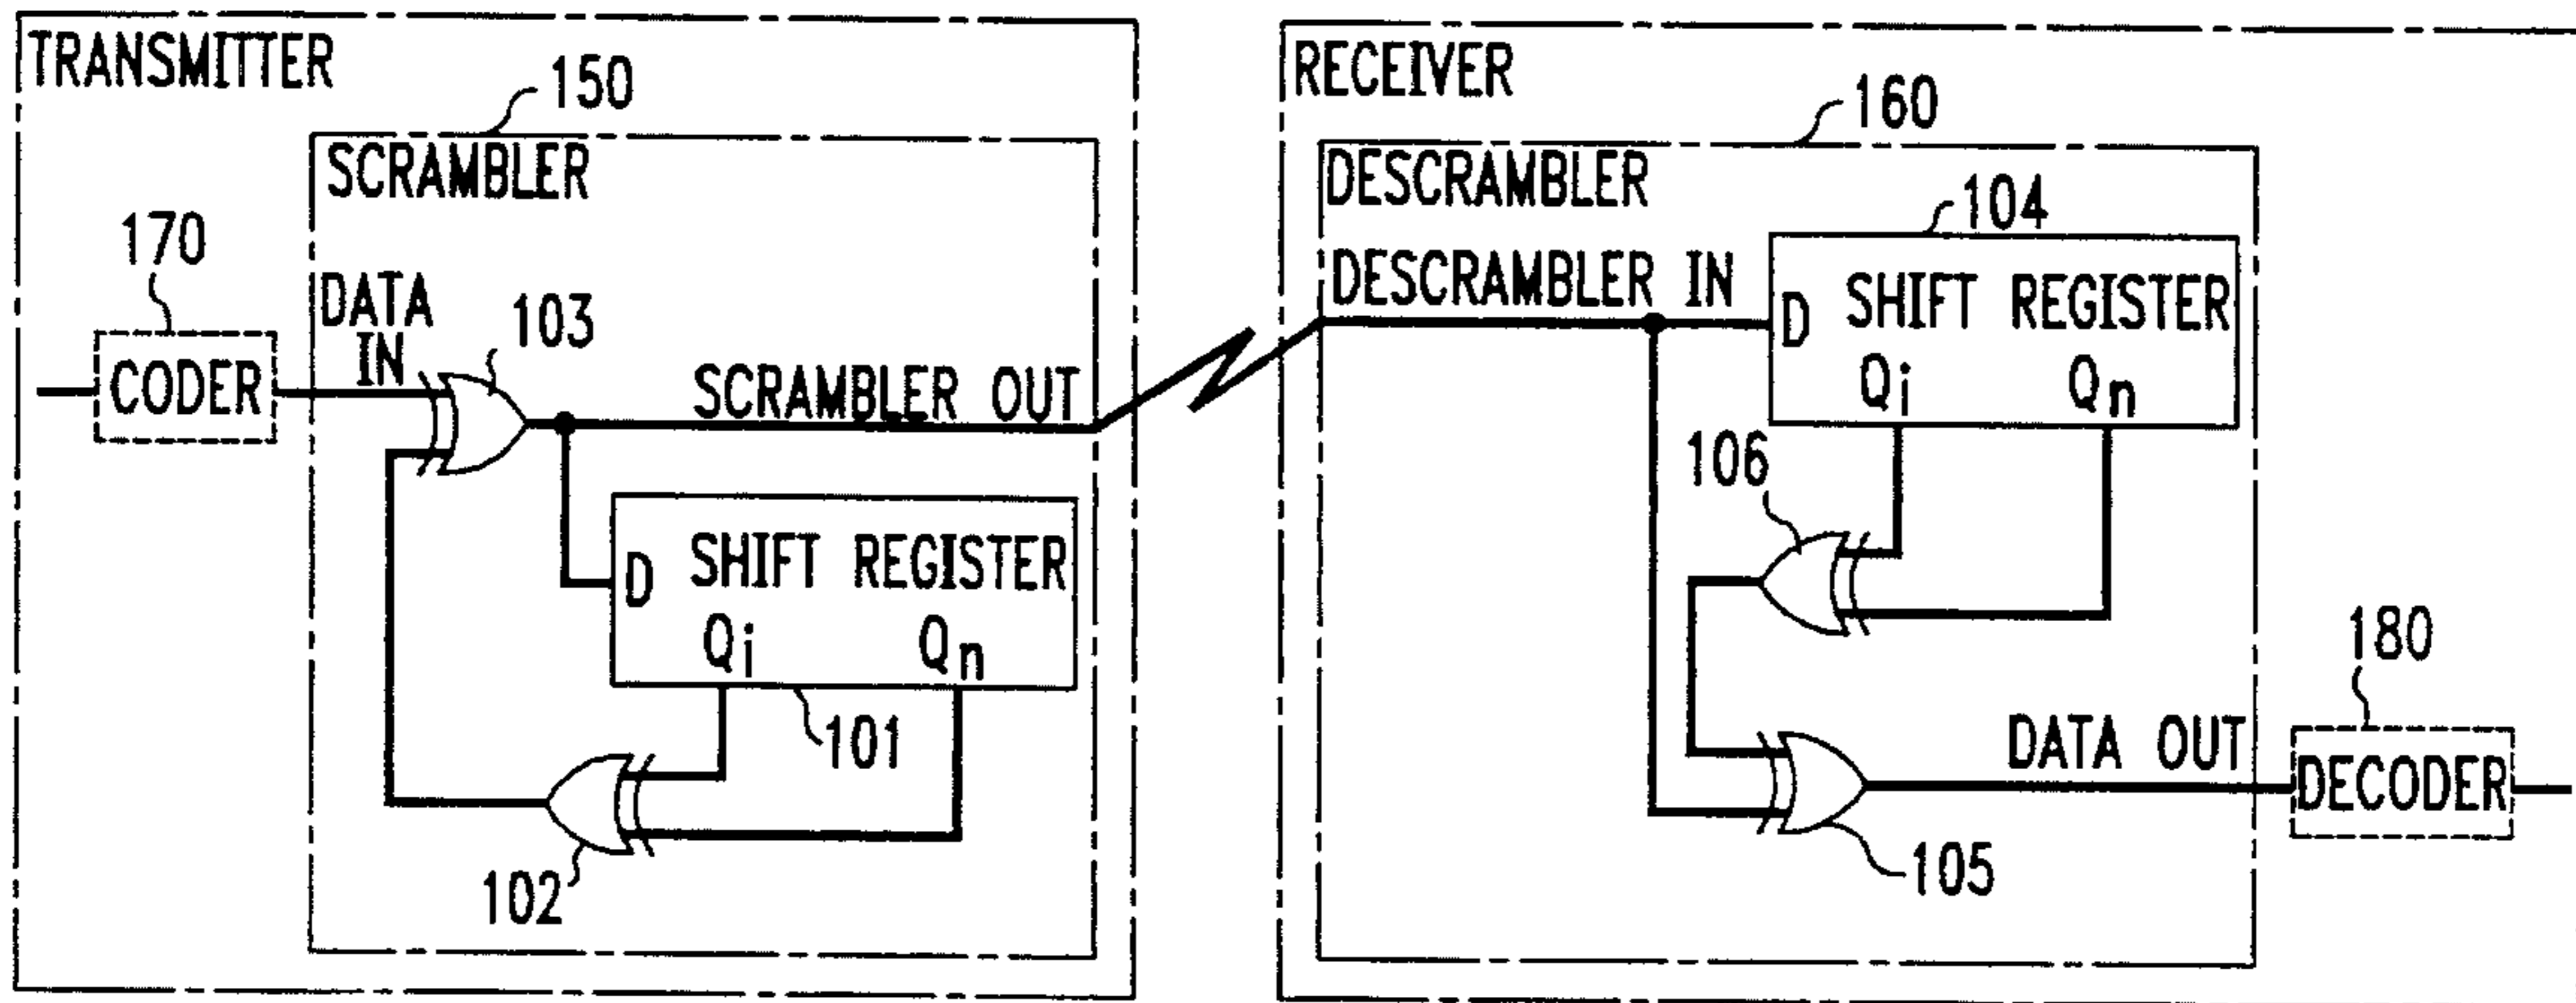 TRANSMITTER
150
SCRAMBLER
170
DATA
IN
103
CODER
SCRAMBLER OUT
D SHIFT REGISTER
Qi Qn
101
102
RECEIVER
160
DESCRAMBLER
104
DESCRAMBLER IN
D SHIFT REGISTER
Qi Qn
106
180
DATA OUT
DECODER
105